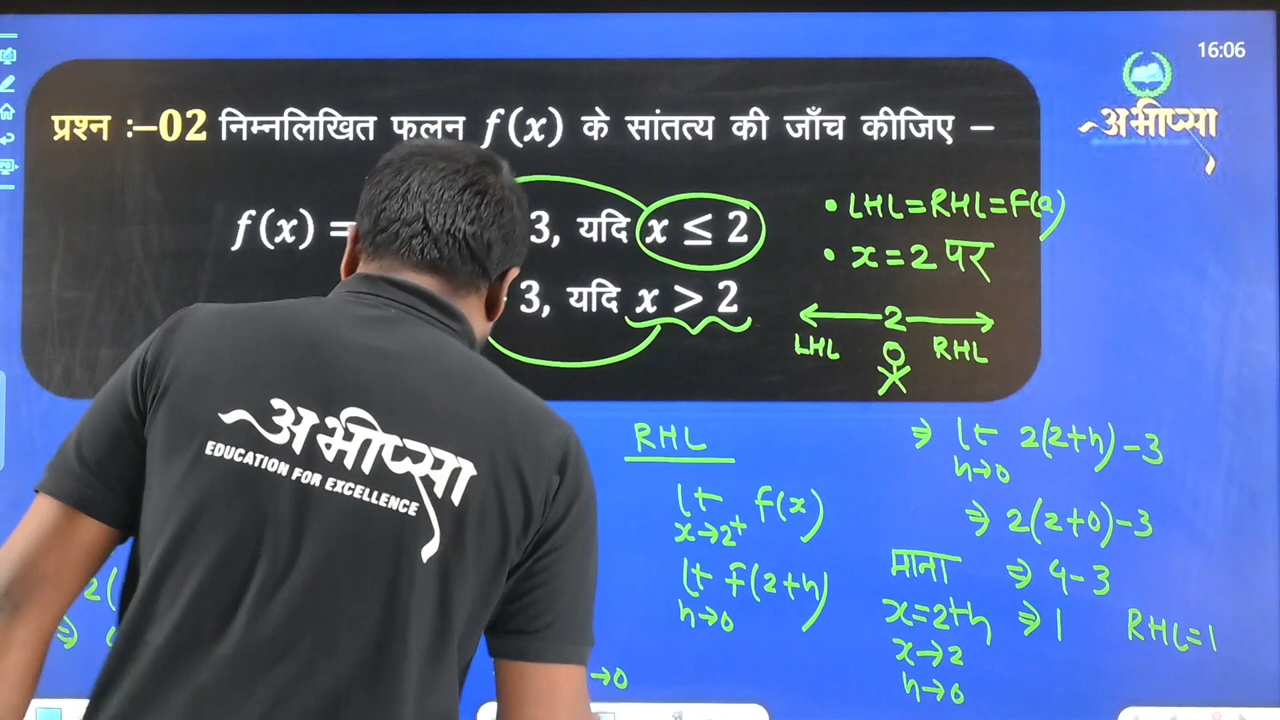 16:06
अभीप्सा
प्रश्न :–02 निम्नलिखित फलन f(x) के सांतत्य की जाँच कीजिए –
f(x) = 3, यदि x ≤ 2
3, यदि x > 2
• LHL=RHL=F(a)
• x=2 पर
2
LHL RHL
अभीप्सा
EDUCATION FOR EXCELLENCE
2(
⇒
→0
RHL
lt f(x)
x→2⁺
lt f(2+h)
h→0
⇒ lt 2(2+h)-3
h→0
⇒ 2(2+0)-3
माना ⇒ 4-3
x=2+h ⇒ 1 RHL=1
x→2
h→0